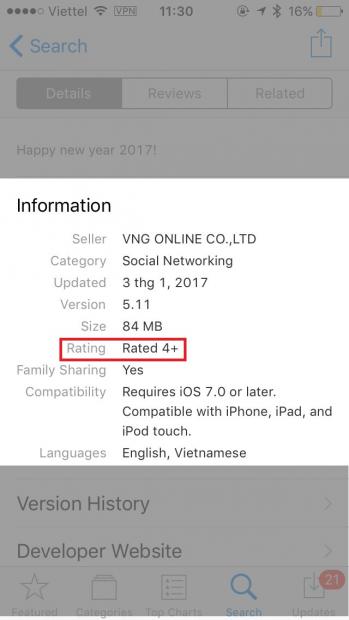 Viettel VPN 11:30 16%
Search
Details Reviews Related
Happy new year 2017!
Information
Seller VNG ONLINE CO.,LTD
Category Social Networking
Updated 3 thg 1, 2017
Version 5.11
Size 84 MB
Rating Rated 4+
Family Sharing Yes
Compatibility Requires iOS 7.0 or later.
Compatible with iPhone, iPad, and
iPod touch.
Languages English, Vietnamese
Version History
Developer Website
21
Featured Categories Top Charts Search Updates